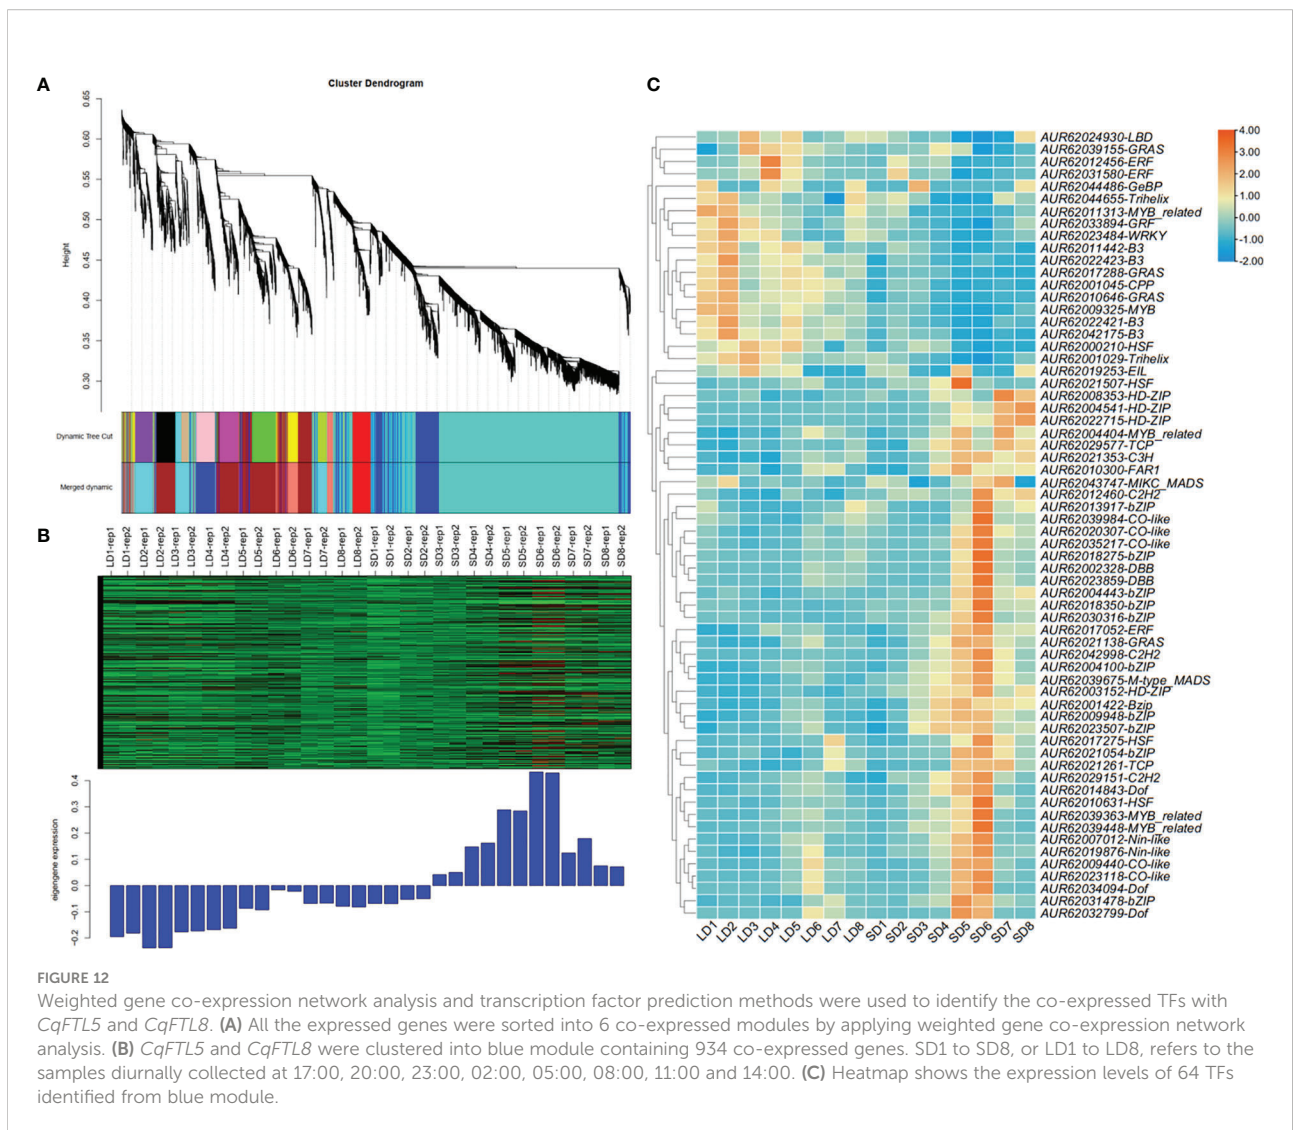 A
Cluster Dendrogram
0.65
0.60
0.55
0.50
0.45
0.40
0.35
0.30
Height
Dynamic Tree Cut
Merged dynamic
B
LD1-rep1
LD1-rep2
LD2-rep1
LD2-rep2
LD3-rep1
LD3-rep2
LD4-rep1
LD4-rep2
LD5-rep1
LD5-rep2
LD6-rep1
LD6-rep2
LD7-rep1
LD7-rep2
LD8-rep1
LD8-rep2
SD1-rep1
SD1-rep2
SD2-rep1
SD2-rep2
SD3-rep1
SD3-rep2
SD4-rep1
SD4-rep2
SD5-rep1
SD5-rep2
SD6-rep1
SD6-rep2
SD7-rep1
SD7-rep2
SD8-rep1
SD8-rep2
0.4
0.3
0.2
0.1
0.0
-0.1
-0.2
eigengene expression
C
AUR62024930-LBD
AUR62039155-GRAS
AUR62012456-ERF
AUR62031580-ERF
AUR62044486-GeBP
AUR62044655-Trihelix
AUR62011313-MYB_related
AUR62033894-GRF
AUR62023484-WRKY
AUR62011442-B3
AUR62022423-B3
AUR62017288-GRAS
AUR62001045-CPP
AUR62010646-GRAS
AUR62009325-MYB
AUR62022421-B3
AUR62042175-B3
AUR62000210-HSF
AUR62001029-Trihelix
AUR62019253-EIL
AUR62021507-HSF
AUR62008353-HD-ZIP
AUR62004541-HD-ZIP
AUR62022715-HD-ZIP
AUR62004404-MYB_related
AUR62029577-TCP
AUR62021353-C3H
AUR62010300-FAR1
AUR62043747-MIKC_MADS
AUR62012460-C2H2
AUR62013917-bZIP
AUR62039984-CO-like
AUR62020307-CO-like
AUR62035217-CO-like
AUR62018275-bZIP
AUR62002328-DBB
AUR62023859-DBB
AUR62004443-bZIP
AUR62018350-bZIP
AUR62030316-bZIP
AUR62017052-ERF
AUR62021138-GRAS
AUR62042998-C2H2
AUR62004100-bZIP
AUR62039675-M-type_MADS
AUR62003152-HD-ZIP
AUR62001422-Bzip
AUR62009948-bZIP
AUR62023507-bZIP
AUR62017275-HSF
AUR62021054-bZIP
AUR62021261-TCP
AUR62029151-C2H2
AUR62014843-Dof
AUR62010631-HSF
AUR62039363-MYB_related
AUR62039448-MYB_related
AUR62007012-Nin-like
AUR62019876-Nin-like
AUR62009440-CO-like
AUR62023118-CO-like
AUR62034094-Dof
AUR62031478-bZIP
AUR62032799-Dof
LD1
LD2
LD3
LD4
LD5
LD6
LD7
LD8
SD1
SD2
SD3
SD4
SD5
SD6
SD7
SD8
4.00
3.00
2.00
1.00
0.00
-1.00
-2.00
FIGURE 12
Weighted gene co-expression network analysis and transcription factor prediction methods were used to identify the co-expressed TFs with
CqFTL5 and CqFTL8. (A) All the expressed genes were sorted into 6 co-expressed modules by applying weighted gene co-expression network
analysis. (B) CqFTL5 and CqFTL8 were clustered into blue module containing 934 co-expressed genes. SD1 to SD8, or LD1 to LD8, refers to the
samples diurnally collected at 17:00, 20:00, 23:00, 02:00, 05:00, 08:00, 11:00 and 14:00. (C) Heatmap shows the expression levels of 64 TFs
identified from blue module.